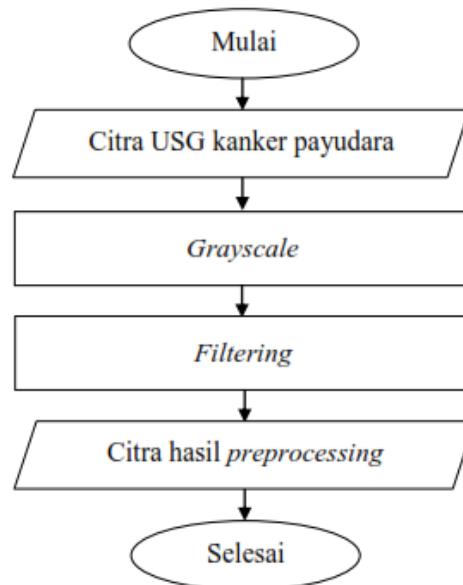 Mulai
Citra USG kanker payudara
Grayscale
Filtering
Citra hasil preprocessing
Selesai